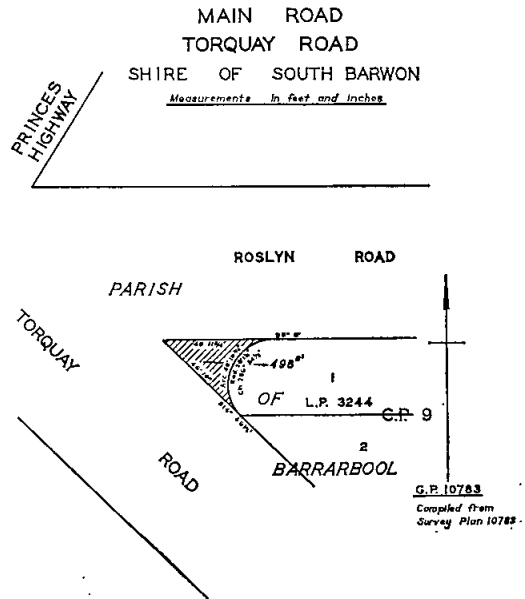 MAIN ROAD
TORQUAY ROAD
SHIRE OF SOUTH BARWON
Measurements in feet and inches
PRINCES
HIGHWAY
ROSLYN ROAD
PARISH
TORQUAY
498
1
OF L.P. 3244
C.P. 9
2
ROAD
BARRARBOOL
G.P. 10783
Compiled from
Survey Plan 10783